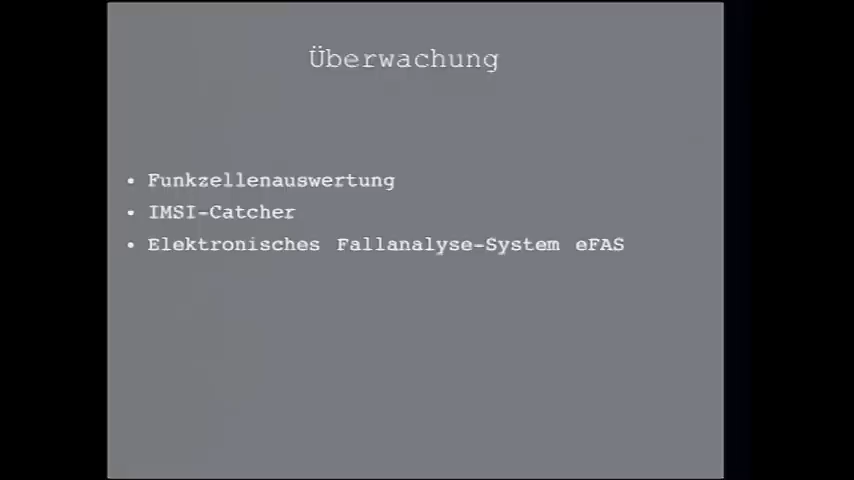 Überwachung
• Funkzellenauswertung
• IMSI-Catcher
• Elektronisches Fallanalyse-System eFAS